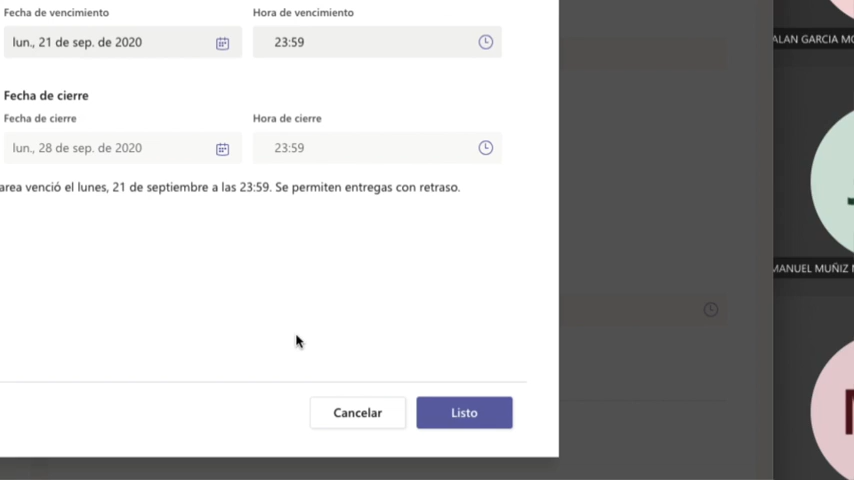 Fecha de vencimiento
Hora de vencimiento
lun., 21 de sep. de 2020
23:59
Fecha de cierre
Fecha de cierre
Hora de cierre
lun., 28 de sep. de 2020
23:59
area venció el lunes, 21 de septiembre a las 23:59. Se permiten entregas con retraso.
Cancelar
Listo
ALAN GARCIA
MANUEL MUÑIZ